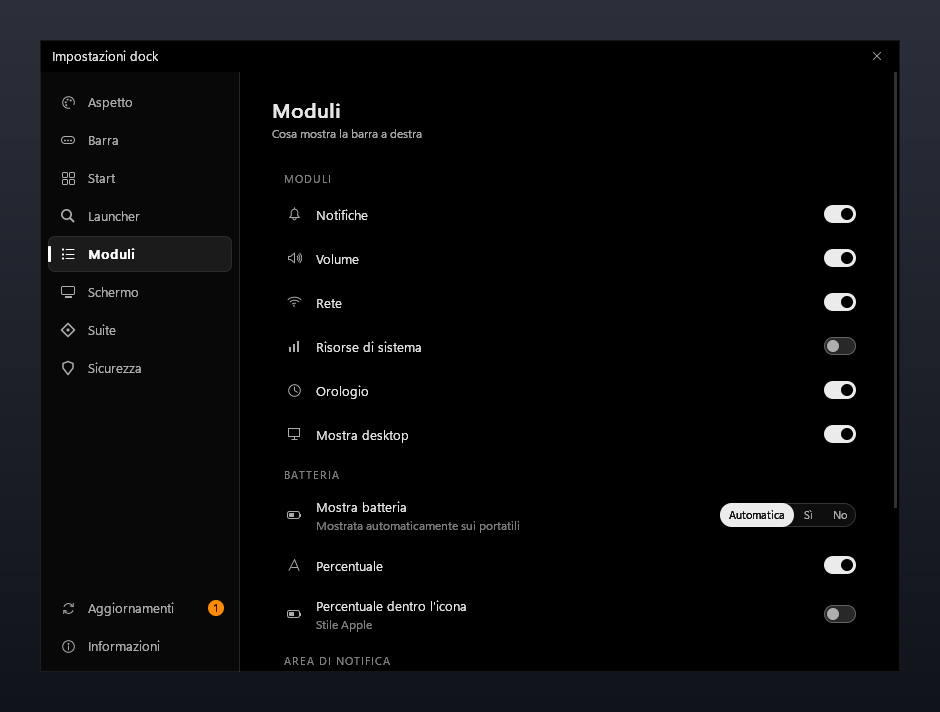 Impostazioni dock
Aspetto
Barra
Start
Launcher
Moduli
Schermo
Suite
Sicurezza
Aggiornamenti 1
Informazioni
Moduli
Cosa mostra la barra a destra
MODULI
Notifiche
Volume
Rete
Risorse di sistema
Orologio
Mostra desktop
BATTERIA
Mostra batteria
Mostrata automaticamente sui portatili
Automatica Sì No
Percentuale
Percentuale dentro l'icona
Stile Apple
AREA DI NOTIFICA